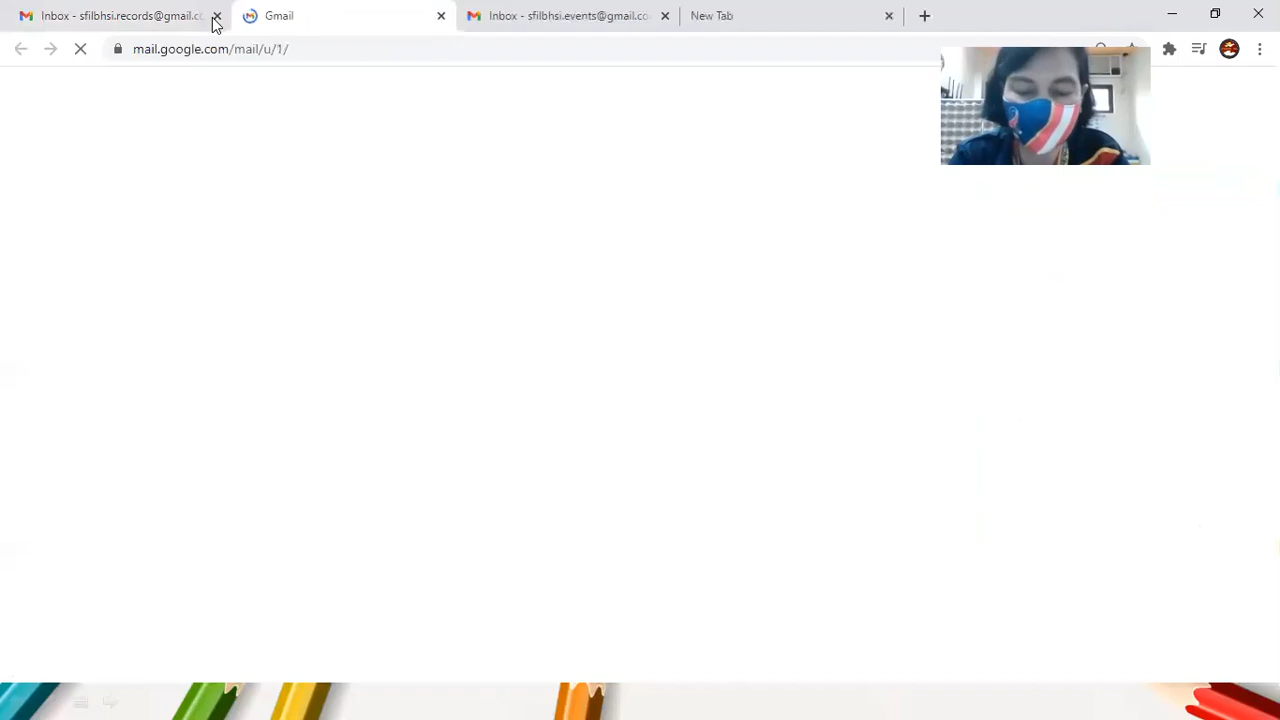 Inbox - sfilbhsi.records@gmail.co
Gmail
Inbox - sfilbhsi.events@gmail.co
New Tab
mail.google.com/mail/u/1/